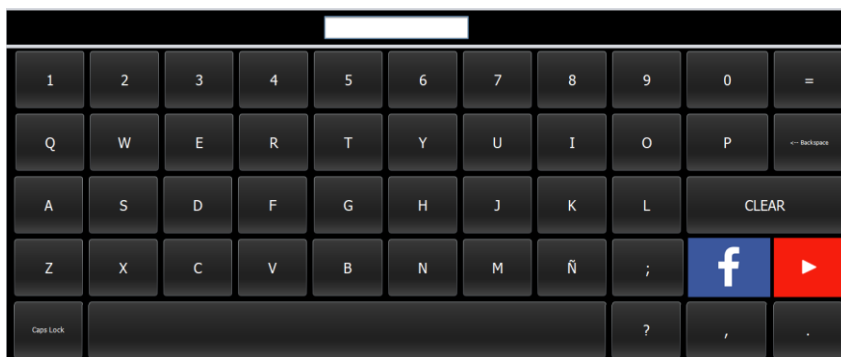 1 2 3 4 5 6 7 8 9 0 =
Q W E R T Y U I O P <-- Backspace
A S D F G H J K L CLEAR
Z X C V B N M Ñ ; f
Caps Lock ? , .